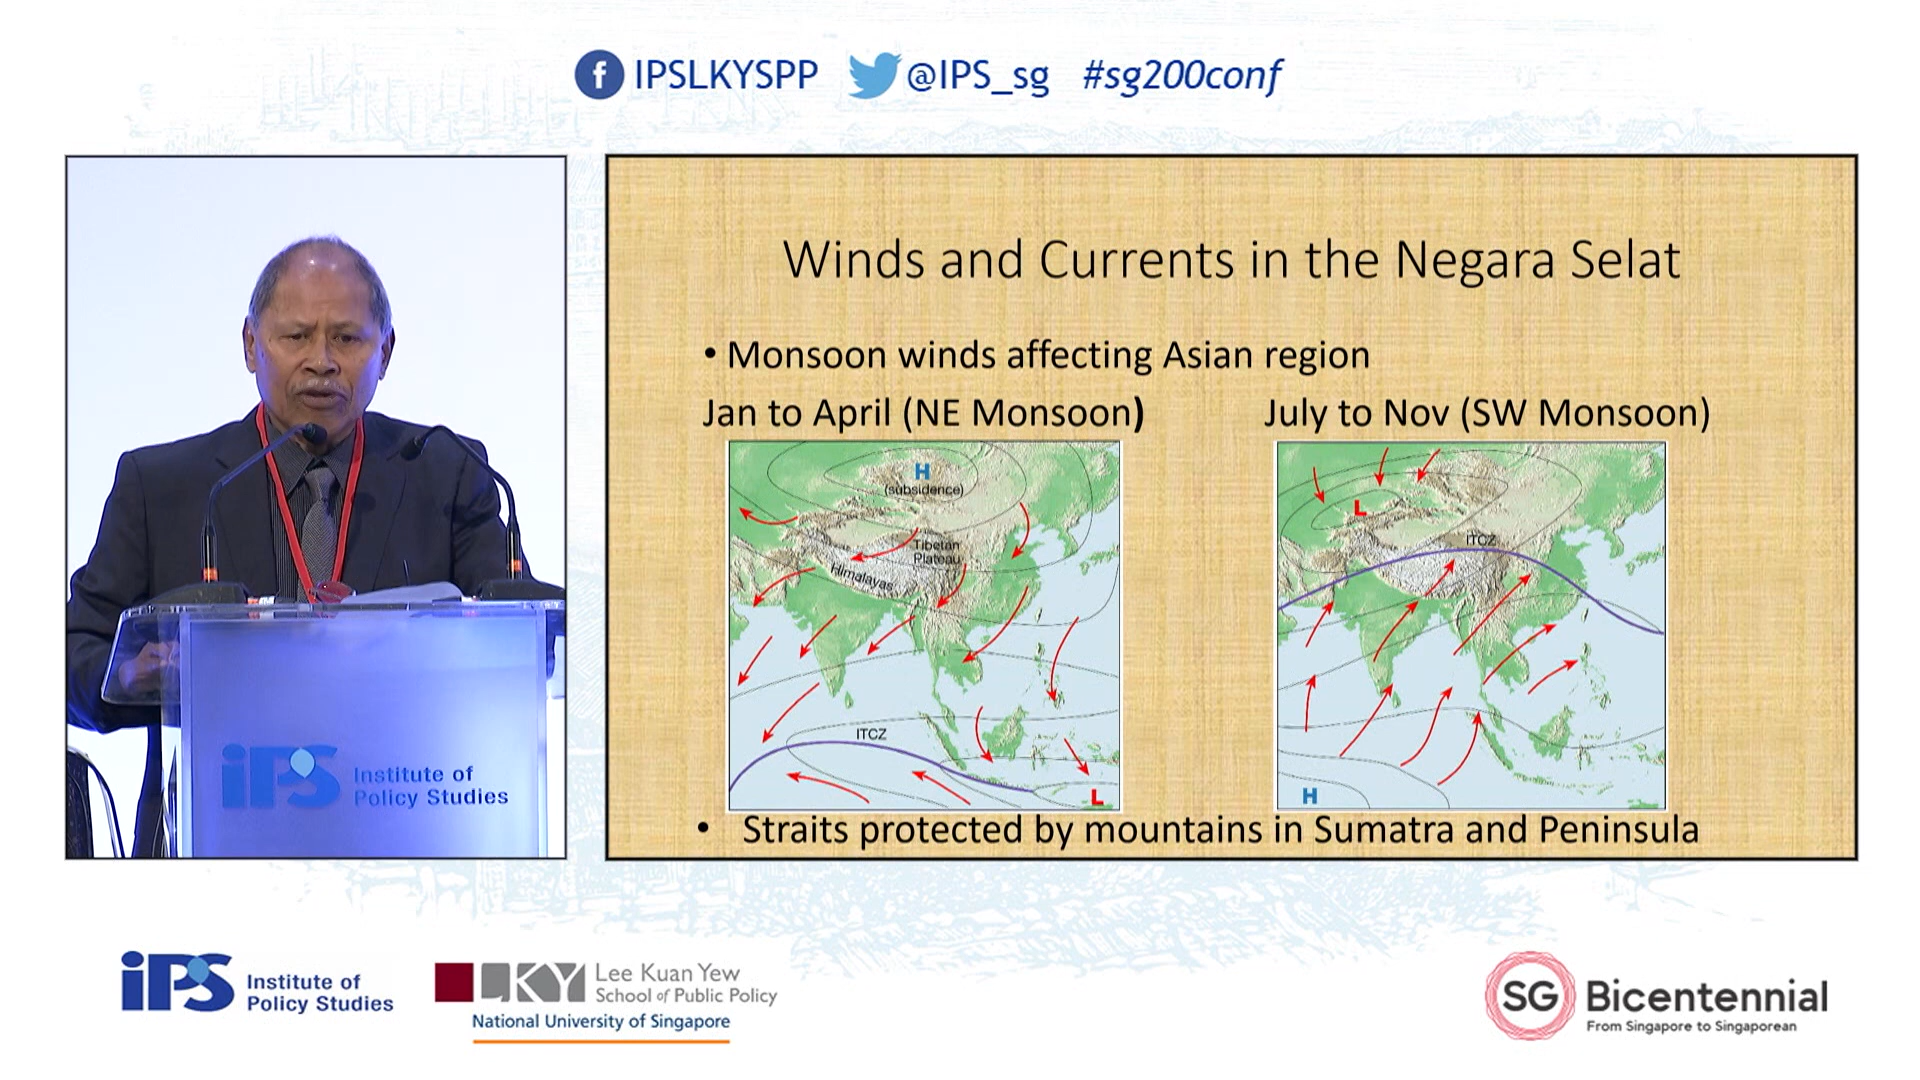 f IPSLKYSPP @IPS_sg #sg200conf
Winds and Currents in the Negara Selat
• Monsoon winds affecting Asian region
Jan to April (NE Monsoon) July to Nov (SW Monsoon)
H
(subsidence)
Tibetan
Plateau
Himalayas
ITCZ
L
L
ITCZ
H
• Straits protected by mountains in Sumatra and Peninsula
iPS
Institute of
Policy Studies
iPS Institute of
Policy Studies
LKY Lee Kuan Yew
School of Public Policy
National University of Singapore
SG Bicentennial
From Singapore to Singaporean